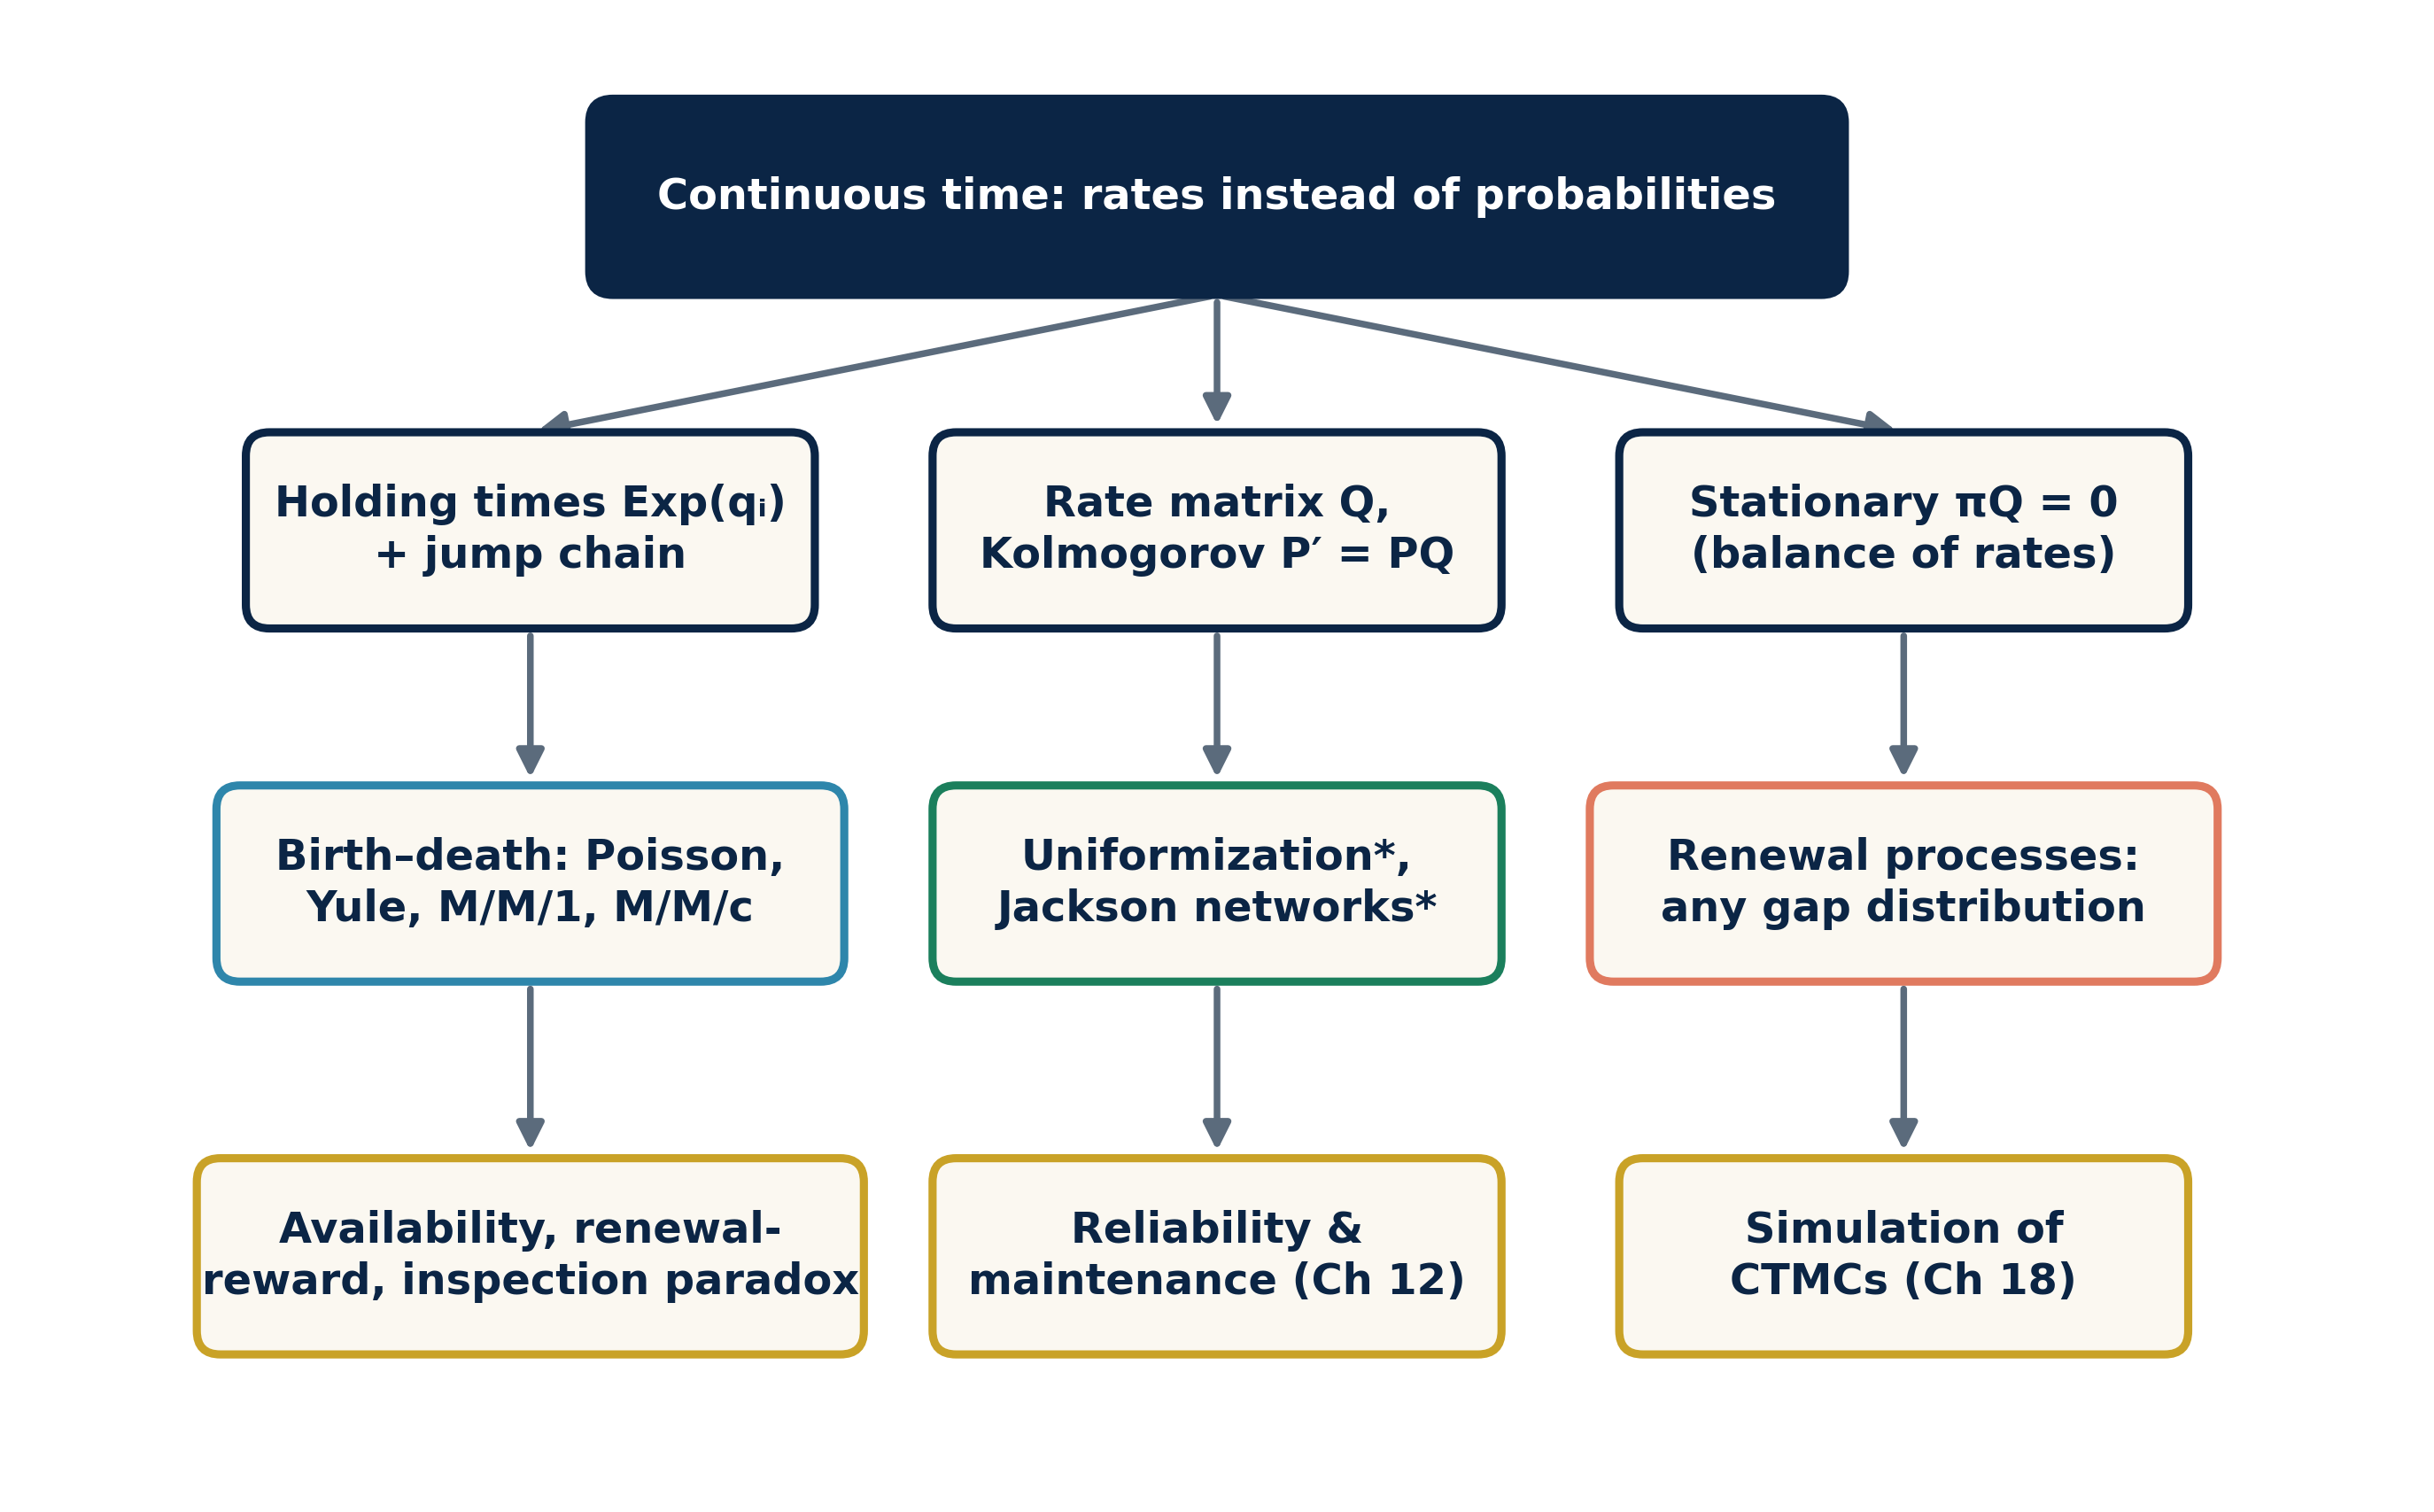 Continuous time: rates instead of probabilities
Holding times Exp(qᵢ)
+ jump chain
Rate matrix Q,
Kolmogorov P′ = PQ
Stationary πQ = 0
(balance of rates)
Birth–death: Poisson,
Yule, M/M/1, M/M/c
Uniformization*,
Jackson networks*
Renewal processes:
any gap distribution
Availability, renewal-
reward, inspection paradox
Reliability &
maintenance (Ch 12)
Simulation of
CTMCs (Ch 18)